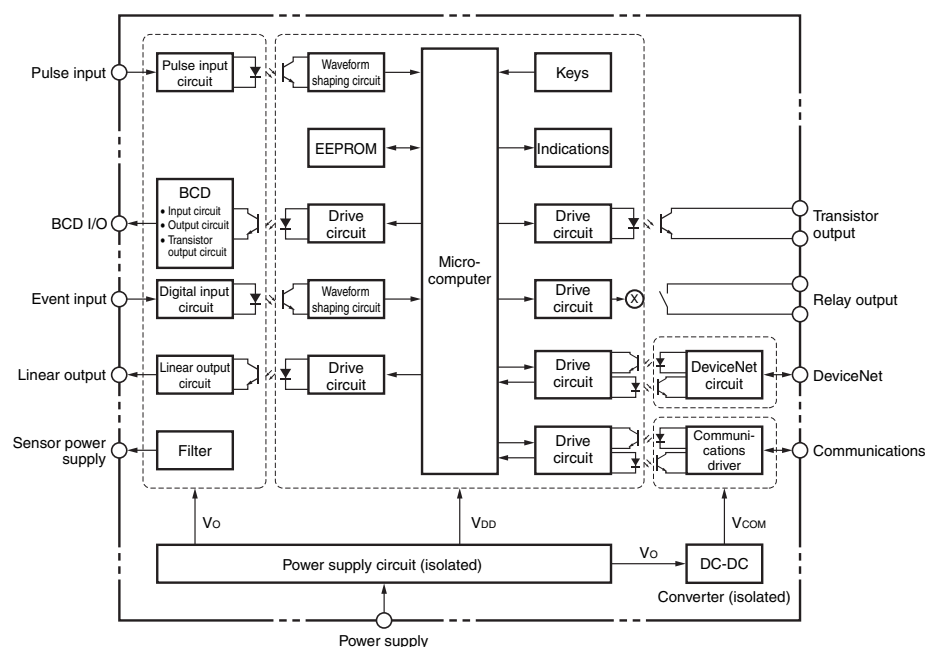 Pulse input
Pulse input
circuit
Waveform
shaping circuit
Keys
EEPROM
Indications
BCD I/O
BCD
• Input circuit
• Output circuit
• Transistor
output circuit
Drive
circuit
Micro-
computer
Drive
circuit
Transistor
output
Event input
Digital input
circuit
Waveform
shaping circuit
Drive
circuit
X
Relay output
Linear output
Linear output
circuit
Drive
circuit
Drive
circuit
DeviceNet
circuit
DeviceNet
Sensor power
supply
Filter
Drive
circuit
Communi-
cations
driver
Communications
VO
VDD
VCOM
Power supply circuit (isolated)
VO
DC-DC
Converter (isolated)
Power supply